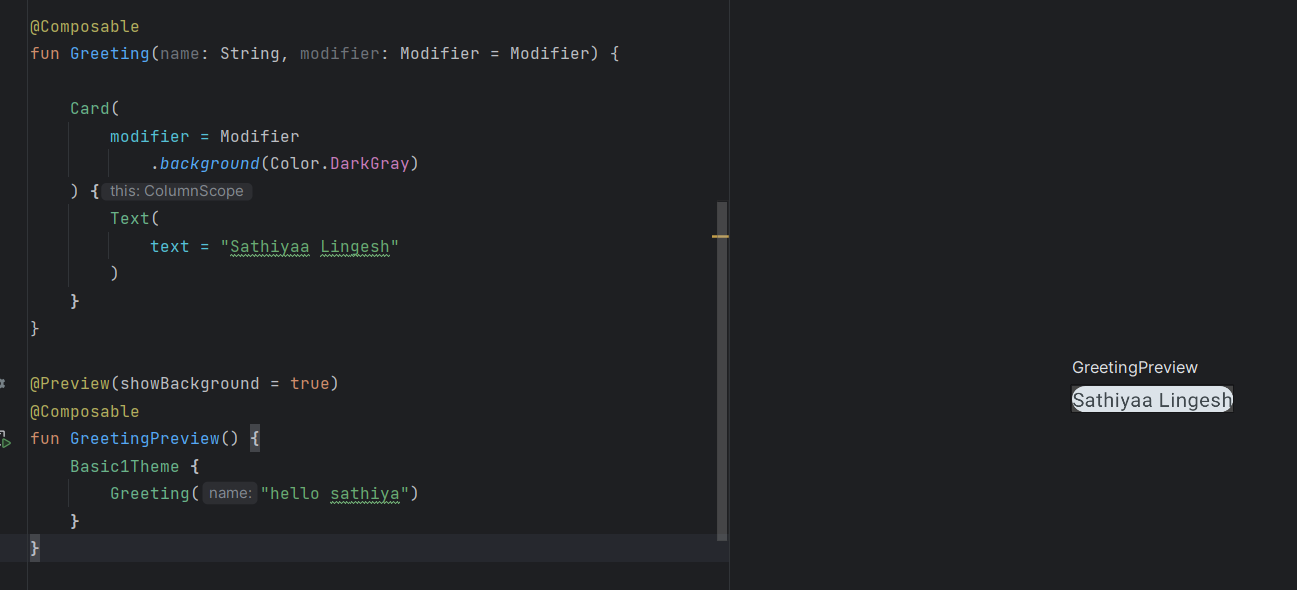 @Composable
fun Greeting(name: String, modifier: Modifier = Modifier) {
Card(
modifier = Modifier
.background(Color.DarkGray)
) { this: ColumnScope
Text(
text = "Sathiyaa Lingesh"
)
}
}
@Preview(showBackground = true)
@Composable
fun GreetingPreview() {
Basic1Theme {
Greeting( name: "hello sathiya")
}
}
GreetingPreview
Sathiyaa Lingesh